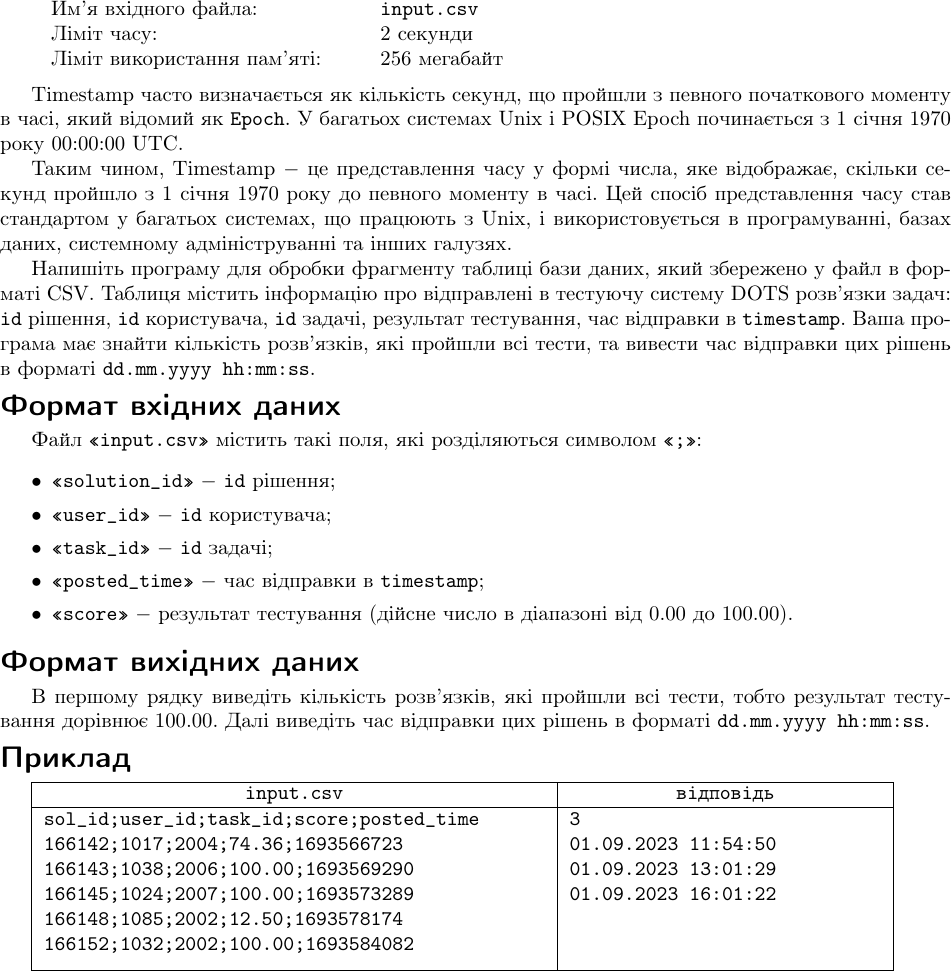 Им'я вхідного файла: input.csv
Ліміт часу: 2 секунди
Ліміт використання пам'яті: 256 мегабайт
Timestamp часто визначається як кількість секунд, що пройшли з певного початкового моменту
в часі, який відомий як Epoch. У багатьох системах Unix і POSIX Epoch починається з 1 січня 1970
року 00:00:00 UTC.
Таким чином, Timestamp – це представлення часу у формі числа, яке відображає, скільки се-
кунд пройшло з 1 січня 1970 року до певного моменту в часі. Цей спосіб представлення часу став
стандартом у багатьох системах, що працюють з Unix, і використовується в програмуванні, базах
даних, системному адмініструванні та інших галузях.
Напишіть програму для обробки фрагменту таблиці бази даних, який збережено у файл в фор-
маті CSV. Таблиця містить інформацію про відправлені в тестуючу систему DOTS розв'язки задач:
id рішення, id користувача, id задачі, результат тестування, час відправки в timestamp. Ваша про-
грама має знайти кількість розв'язків, які пройшли всі тести, та вивести час відправки цих рішень
в форматі dd.mm.yyyy hh:mm:ss.
Формат вхідних даних
Файл «input.csv» містить такі поля, які розділяються символом «;»:
• «solution_id» – id рішення;
• «user_id» – id користувача;
• «task_id» – id задачі;
• «posted_time» – час відправки в timestamp;
• «score» – результат тестування (дійсне число в діапазоні від 0.00 до 100.00).
Формат вихідних даних
В першому рядку виведіть кількість розв'язків, які пройшли всі тести, тобто результат тесту-
вання дорівнює 100.00. Далі виведіть час відправки цих рішень в форматі dd.mm.yyyy hh:mm:ss.
Приклад
input.csv відповідь
sol_id;user_id;task_id;score;posted_time 3
166142;1017;2004;74.36;1693566723 01.09.2023 11:54:50
166143;1038;2006;100.00;1693569290 01.09.2023 13:01:29
166145;1024;2007;100.00;1693573289 01.09.2023 16:01:22
166148;1085;2002;12.50;1693578174
166152;1032;2002;100.00;1693584082